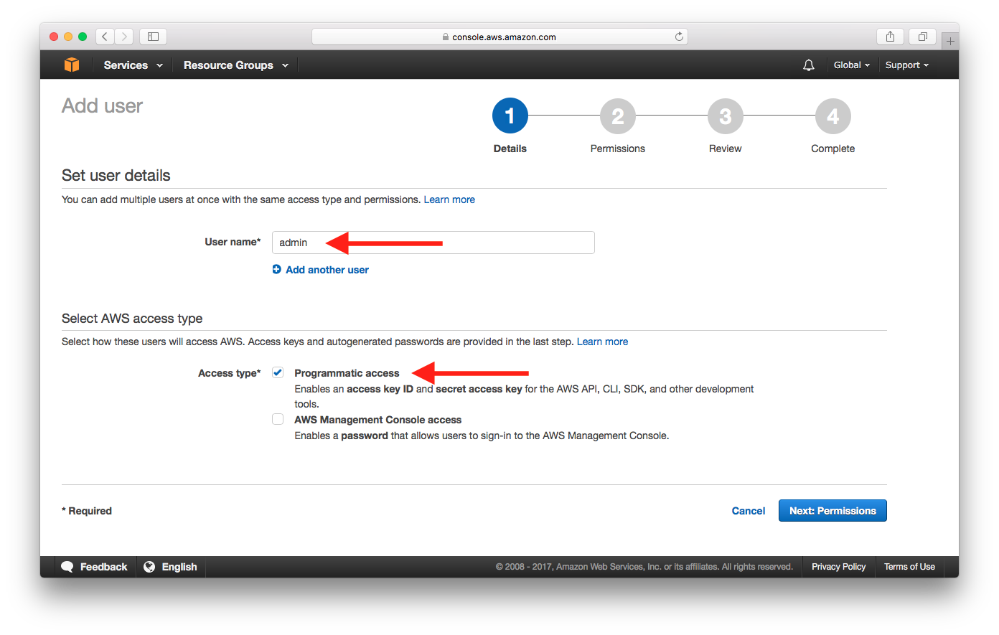 console.aws.amazon.com
Services
Resource Groups
Global
Support
Add user
1
2
3
4
Details
Permissions
Review
Complete
Set user details
You can add multiple users at once with the same access type and permissions. Learn more
User name*
admin
Add another user
Select AWS access type
Select how these users will access AWS. Access keys and autogenerated passwords are provided in the last step. Learn more
Access type*
Programmatic access
Enables an access key ID and secret access key for the AWS API, CLI, SDK, and other development
tools.
AWS Management Console access
Enables a password that allows users to sign-in to the AWS Management Console.
* Required
Cancel
Next: Permissions
Feedback
English
© 2008 - 2017, Amazon Web Services, Inc. or its affiliates. All rights reserved.
Privacy Policy
Terms of Use